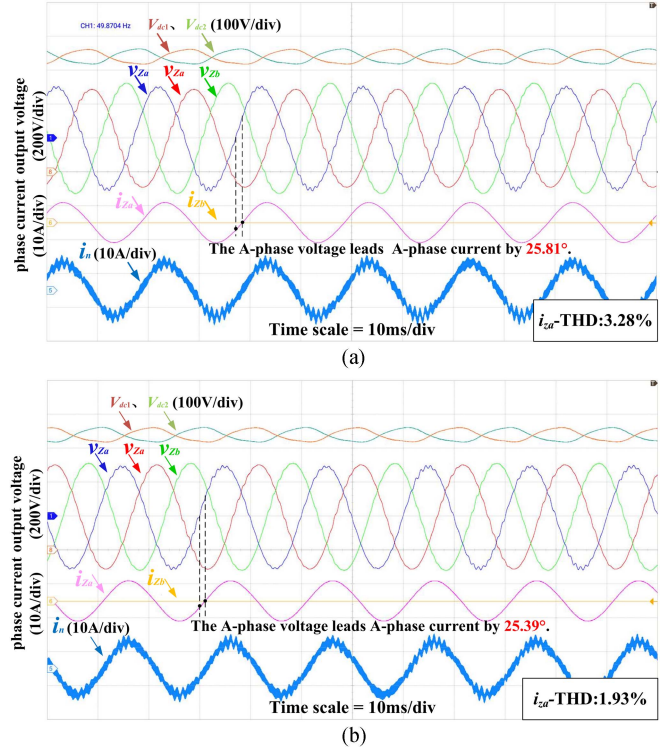 CH1: 49.8704 Hz
Vdc1、 Vdc2 (100V/div)
vZa vZa vZb
phase current output voltage
(10A/div) (200V/div)
iZa iZb
The A-phase voltage leads A-phase current by 25.81°.
in (10A/div)
iza-THD:3.28%
Time scale = 10ms/div
(a)
Vdc1、 Vdc2 (100V/div)
vZa vZa vZb
phase current output voltage
(10A/div) (200V/div)
iZa iZb
The A-phase voltage leads A-phase current by 25.39°.
in (10A/div)
iza-THD:1.93%
Time scale = 10ms/div
(b)